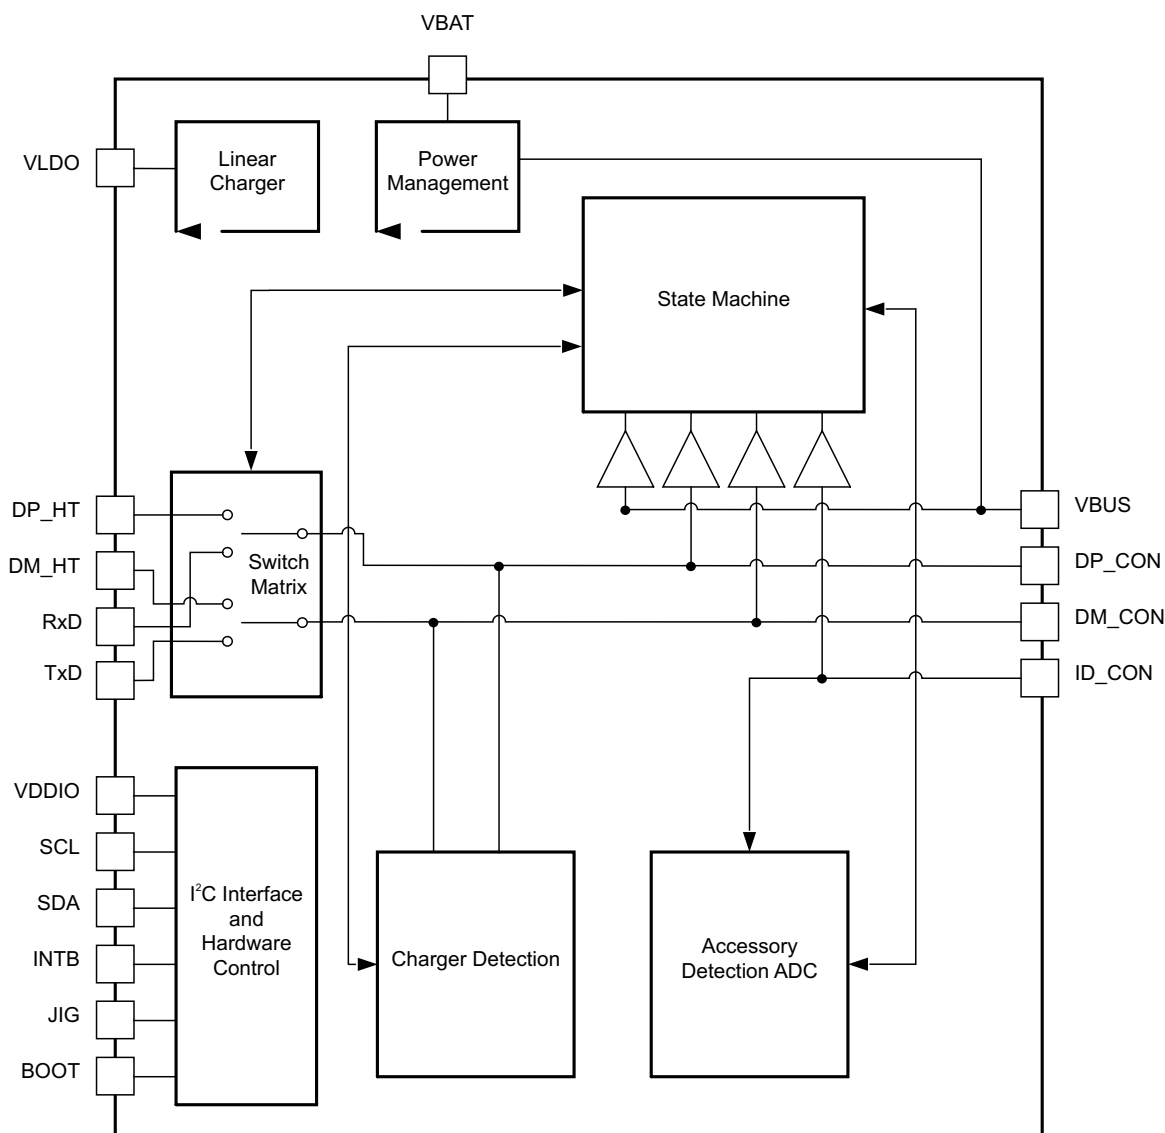 VBAT
VLDO
Linear
Charger
Power
Management
State Machine
DP_HT
DM_HT
RxD
TxD
Switch
Matrix
VBUS
DP_CON
DM_CON
ID_CON
VDDIO
SCL
SDA
INTB
JIG
BOOT
I²C Interface
and
Hardware
Control
Charger Detection
Accessory
Detection ADC